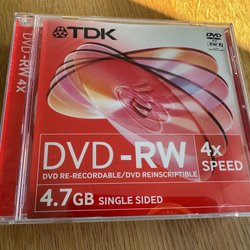 DVD-RW 4X
TDK
DVD
DVD-RW
4x
SPEED
DVD RE-RECORDABLE/DVD REINSCRIPTIBLE
4.7GB SINGLE SIDED